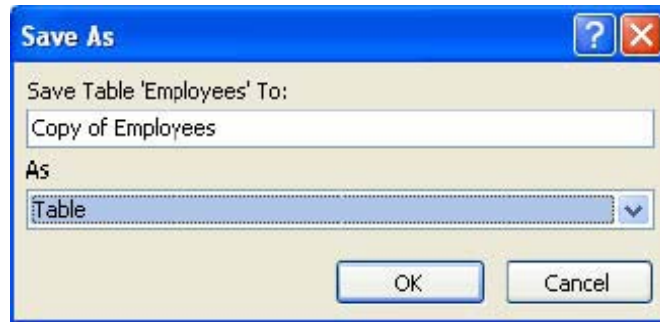 Save As
Save Table 'Employees' To:
Copy of Employees
As
Table
OK Cancel